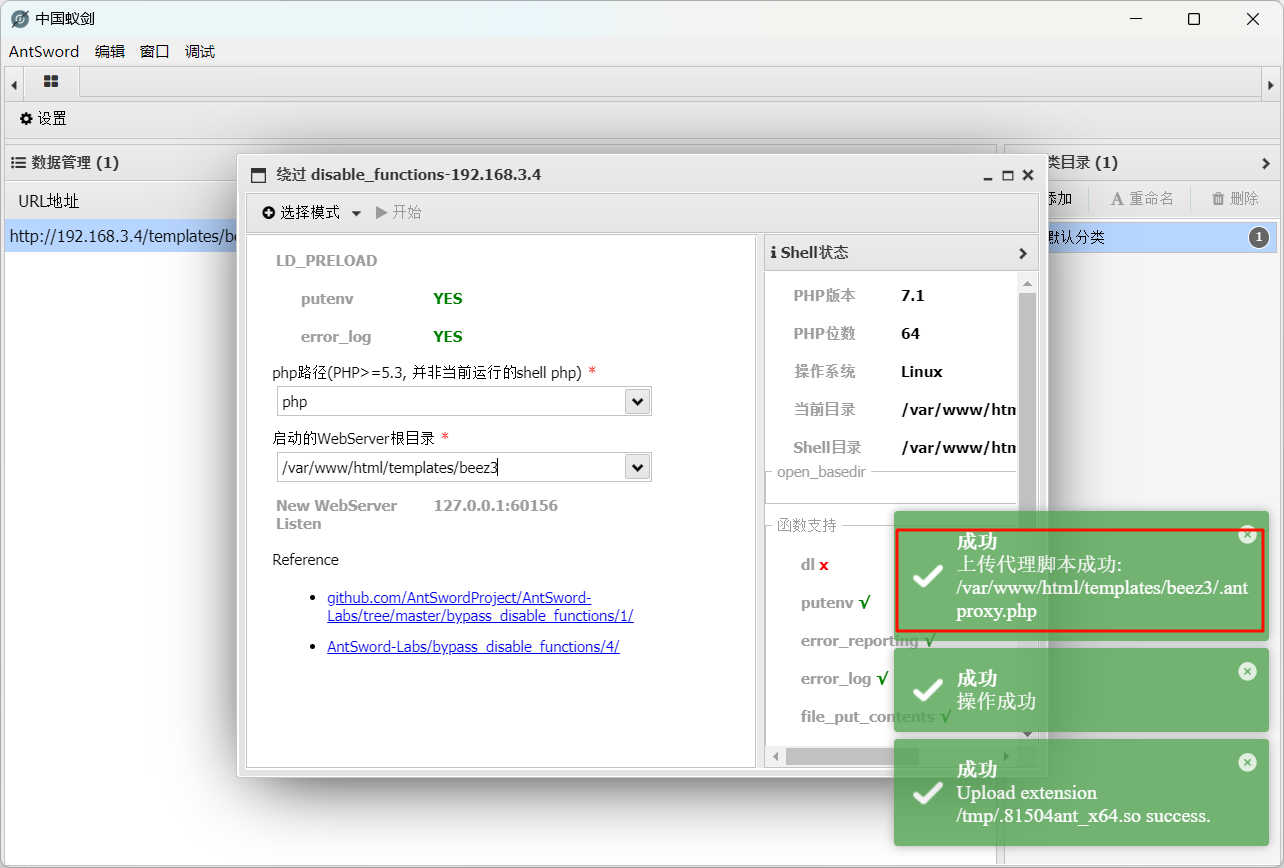 中国蚁剑
AntSword 编辑 窗口 调试
设置
数据管理 (1)
URL地址
http://192.168.3.4/templates/be
类目录 (1)
添加 重命名 删除
默认分类 1
绕过 disable_functions-192.168.3.4
选择模式 开始
LD_PRELOAD
putenv YES
error_log YES
php路径(PHP>=5.3, 并非当前运行的shell php) *
php
启动的WebServer根目录 *
/var/www/html/templates/beez3
New WebServer
Listen
127.0.0.1:60156
Reference
github.com/AntSwordProject/AntSword-
Labs/tree/master/bypass_disable_functions/1/
AntSword-Labs/bypass_disable_functions/4/
Shell状态
PHP版本 7.1
PHP位数 64
操作系统 Linux
当前目录 /var/www/htm
Shell目录 /var/www/htm
open_basedir
函数支持
dl x
putenv √
error_reporting √
error_log √
file_put_contents √
成功
上传代理脚本成功:
/var/www/html/templates/beez3/.ant
proxy.php
成功
操作成功
成功
Upload extension
/tmp/.81504ant_x64.so success.